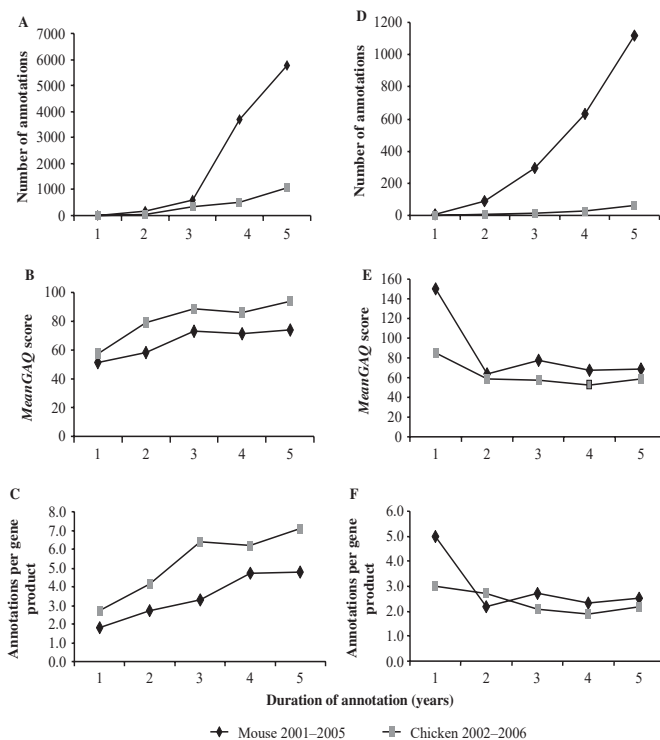 A
Number of annotations
7000
6000
5000
4000
3000
2000
1000
0
1 2 3 4 5
D
Number of annotations
1200
1000
800
600
400
200
0
1 2 3 4 5
B
MeanGAQ score
100
80
60
40
20
0
1 2 3 4 5
E
MeanGAQ score
160
140
120
100
80
60
40
20
0
1 2 3 4 5
C
Annotations per gene
product
8.0
7.0
6.0
5.0
4.0
3.0
2.0
1.0
0.0
1 2 3 4 5
F
Annotations per gene
product
6.0
5.0
4.0
3.0
2.0
1.0
0.0
1 2 3 4 5
Duration of annotation (years)
Mouse 2001–2005 Chicken 2002–2006